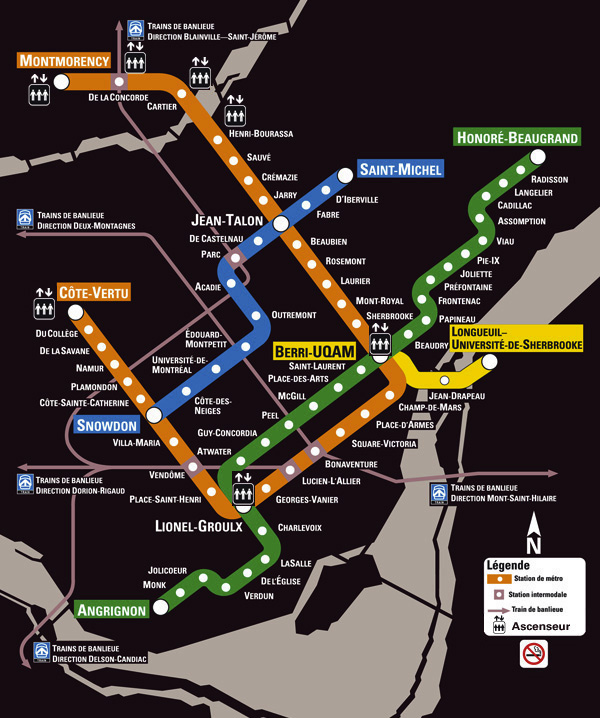 TRAINS DE BANLIEUE
DIRECTION BLAINVILLE—SAINT-JÉRÔME
TRAIN
MONTMORENCY
DE LA CONCORDE
CARTIER
HENRI-BOURASSA
SAUVÉ
CRÉMAZIE
JARRY
HONORÉ-BEAUGRAND
RADISSON
LANGELIER
CADILLAC
ASSOMPTION
VIAU
PIE-IX
JOLIETTE
PRÉFONTAINE
FRONTENAC
PAPINEAU
BEAUDRY
SAINT-MICHEL
D'IBERVILLE
FABRE
JEAN-TALON
DE CASTELNAU
PARC
ACADIE
OUTREMONT
ÉDOUARD-
MONTPETIT
UNIVERSITÉ-DE-
MONTRÉAL
CÔTE-DES-
NEIGES
SNOWDON
BEAUBIEN
ROSEMONT
LAURIER
MONT-ROYAL
SHERBROOKE
BERRI-UQAM
TRAINS DE BANLIEUE
DIRECTION DEUX-MONTAGNES
TRAIN
CÔTE-VERTU
DU COLLÈGE
DE LA SAVANE
NAMUR
PLAMONDON
CÔTE-SAINTE-CATHERINE
VILLA-MARIA
VENDÔME
PLACE-SAINT-HENRI
LIONEL-GROULX
LONGUEUIL–
UNIVERSITÉ-DE-SHERBROOKE
JEAN-DRAPEAU
CHAMP-DE-MARS
PLACE-D'ARMES
SQUARE-VICTORIA
BONAVENTURE
LUCIEN-L'ALLIER
GEORGES-VANIER
SAINT-LAURENT
PLACE-DES-ARTS
MCGILL
PEEL
GUY-CONCORDIA
ATWATER
CHARLEVOIX
LASALLE
DE L'ÉGLISE
VERDUN
JOLICOEUR
MONK
ANGRIGNON
TRAINS DE BANLIEUE
DIRECTION DORION-RIGAUD
TRAIN
TRAINS DE BANLIEUE
DIRECTION MONT-SAINT-HILAIRE
TRAIN
TRAINS DE BANLIEUE
DIRECTION DELSON-CANDIAC
TRAIN
N
Légende
Station de métro
Station intermodale
Train de banlieue
Ascenseur